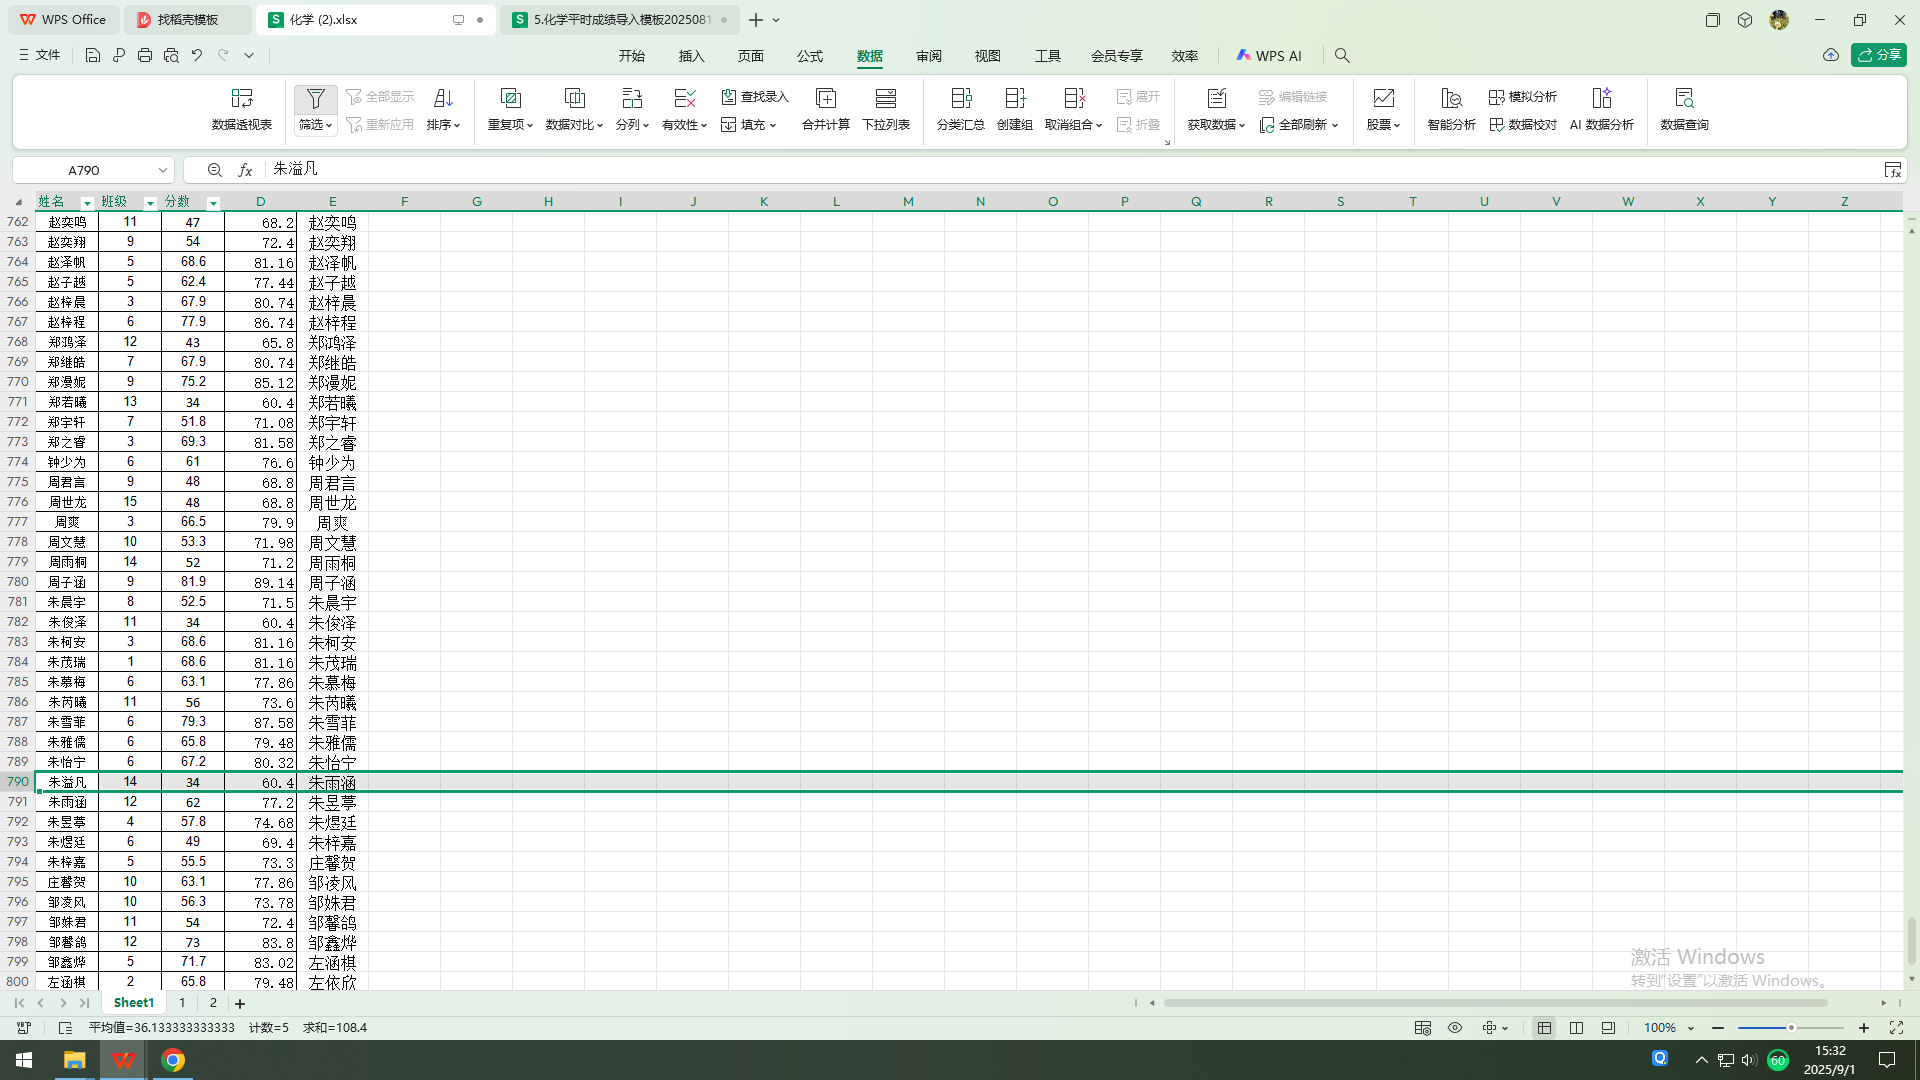 WPS Office 找稻壳模板 化学 (2).xlsx 5.化学平时成绩导入模板2025081
文件 开始 插入 页面 公式 数据 审阅 视图 工具 会员专享 效率 WPS AI 分享
数据透视表 筛选 全部显示 重新应用 排序 重复项 数据对比 分列 有效性 查找录入 填充 合并计算 下拉列表 分类汇总 创建组 取消组合 展开 折叠 获取数据 编辑链接 全部刷新 股票 智能分析 模拟分析 数据校对 AI 数据分析 数据查询
A790 fx 朱溢凡
姓名 班级 分数 D E F G H I J K L M N O P Q R S T U V W X Y Z
762 赵奕鸣 11 47 68.2 赵奕鸣
763 赵奕翔 9 54 72.4 赵奕翔
764 赵泽帆 5 68.6 81.16 赵泽帆
765 赵子越 5 62.4 77.44 赵子越
766 赵梓晨 3 67.9 80.74 赵梓晨
767 赵梓程 6 77.9 86.74 赵梓程
768 郑鸿泽 12 43 65.8 郑鸿泽
769 郑继皓 7 67.9 80.74 郑继皓
770 郑漫妮 9 75.2 85.12 郑漫妮
771 郑若曦 13 34 60.4 郑若曦
772 郑宇轩 7 51.8 71.08 郑宇轩
773 郑之睿 3 69.3 81.58 郑之睿
774 钟少为 6 61 76.6 钟少为
775 周君言 9 48 68.8 周君言
776 周世龙 15 48 68.8 周世龙
777 周爽 3 66.5 79.9 周爽
778 周文慧 10 53.3 71.98 周文慧
779 周雨桐 14 52 71.2 周雨桐
780 周子涵 9 81.9 89.14 周子涵
781 朱晨宇 8 52.5 71.5 朱晨宇
782 朱俊泽 11 34 60.4 朱俊泽
783 朱柯安 3 68.6 81.16 朱柯安
784 朱茂瑞 1 68.6 81.16 朱茂瑞
785 朱慕梅 6 63.1 77.86 朱慕梅
786 朱芮曦 11 56 73.6 朱芮曦
787 朱雪菲 6 79.3 87.58 朱雪菲
788 朱雅儒 6 65.8 79.48 朱雅儒
789 朱怡宁 6 67.2 80.32 朱怡宁
790 朱溢凡 14 34 60.4 朱雨涵
791 朱雨涵 12 62 77.2 朱昱葶
792 朱昱葶 4 57.8 74.68 朱煜廷
793 朱煜廷 6 49 69.4 朱梓嘉
794 朱梓嘉 5 55.5 73.3 庄馨贺
795 庄馨贺 10 63.1 77.86 邹凌风
796 邹凌风 10 56.3 73.78 邹姝君
797 邹姝君 11 54 72.4 邹馨鸽
798 邹馨鸽 12 73 83.8 邹鑫烨
799 邹鑫烨 5 71.7 83.02 左涵棋
800 左涵棋 2 65.8 79.48 左依欣
激活 Windows
转到“设置”以激活 Windows。
Sheet1 1 2
平均值=36.133333333333 计数=5 求和=108.4 100%
60 15:32
2025/9/1